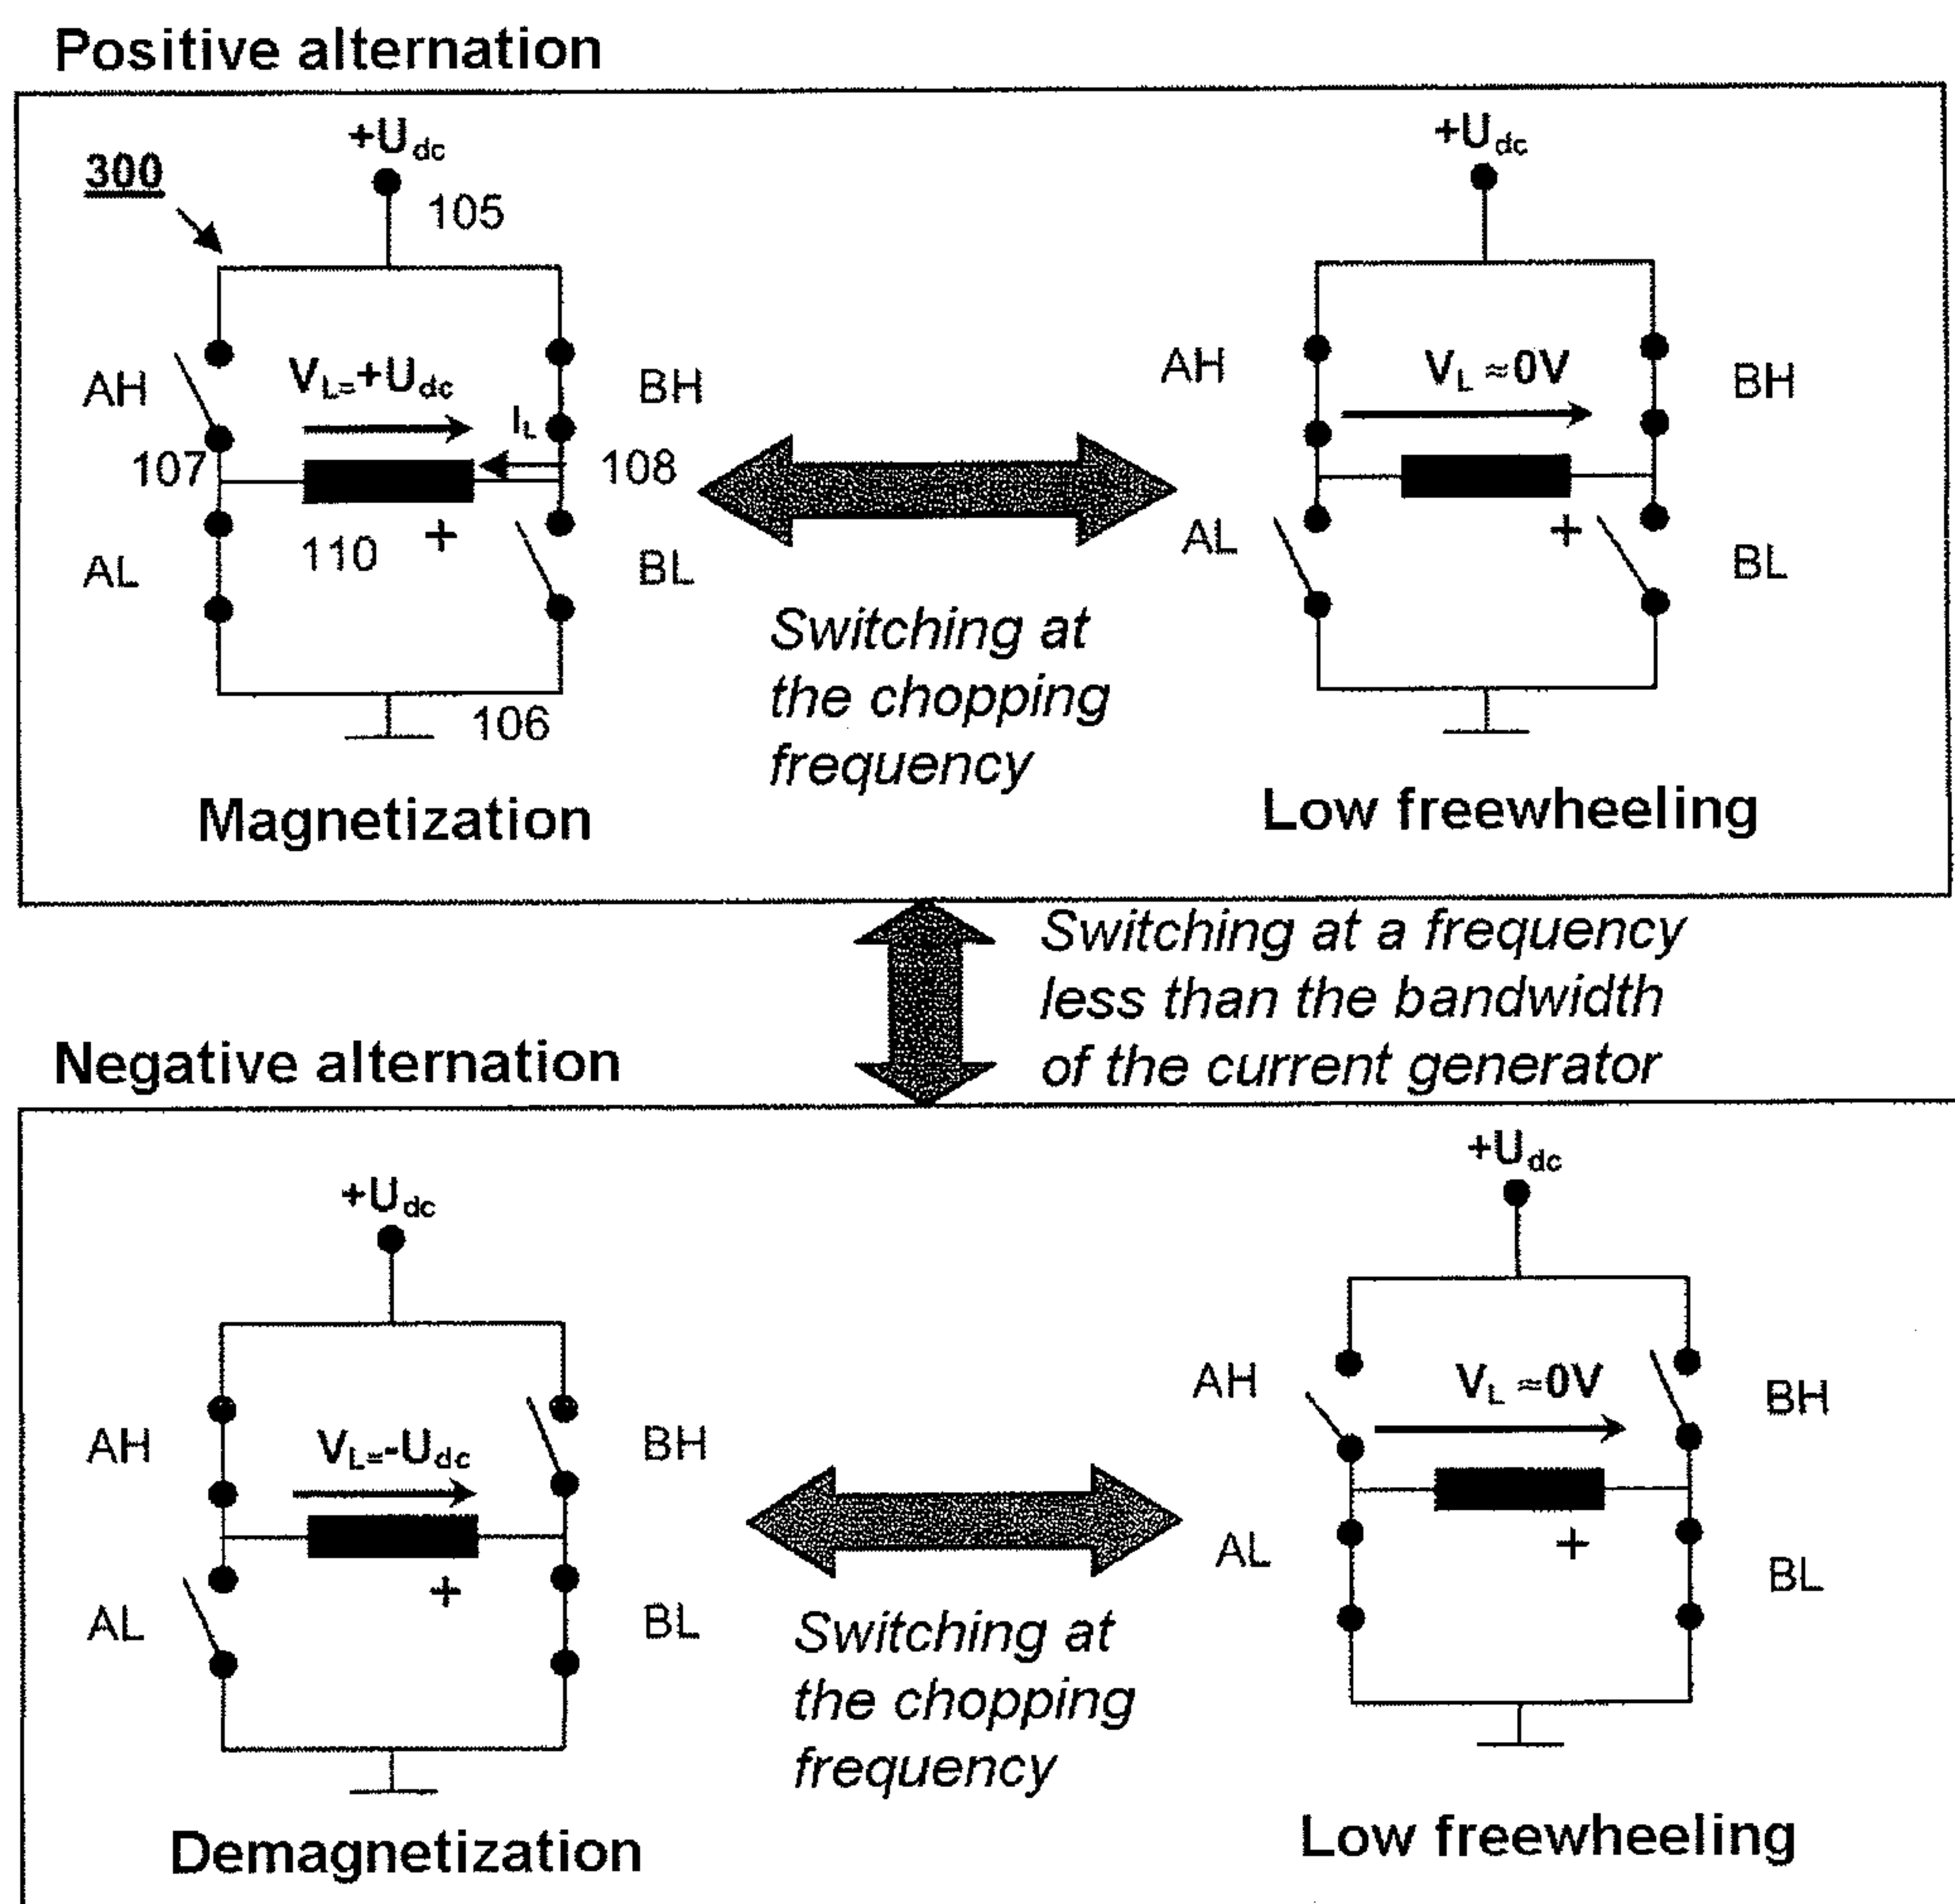 Positive alternation
300
+Udc
105
AH
VL=+Udc
IL
BH
107
108
110
+
AL
BL
106
Magnetization
Switching at
the chopping
frequency
+Udc
AH
VL ≈0V
BH
AL
+
BL
Low freewheeling
Switching at a frequency
less than the bandwidth
of the current generator
Negative alternation
+Udc
AH
VL=-Udc
BH
+
AL
BL
Demagnetization
Switching at
the chopping
frequency
+Udc
AH
VL ≈0V
BH
AL
+
BL
Low freewheeling